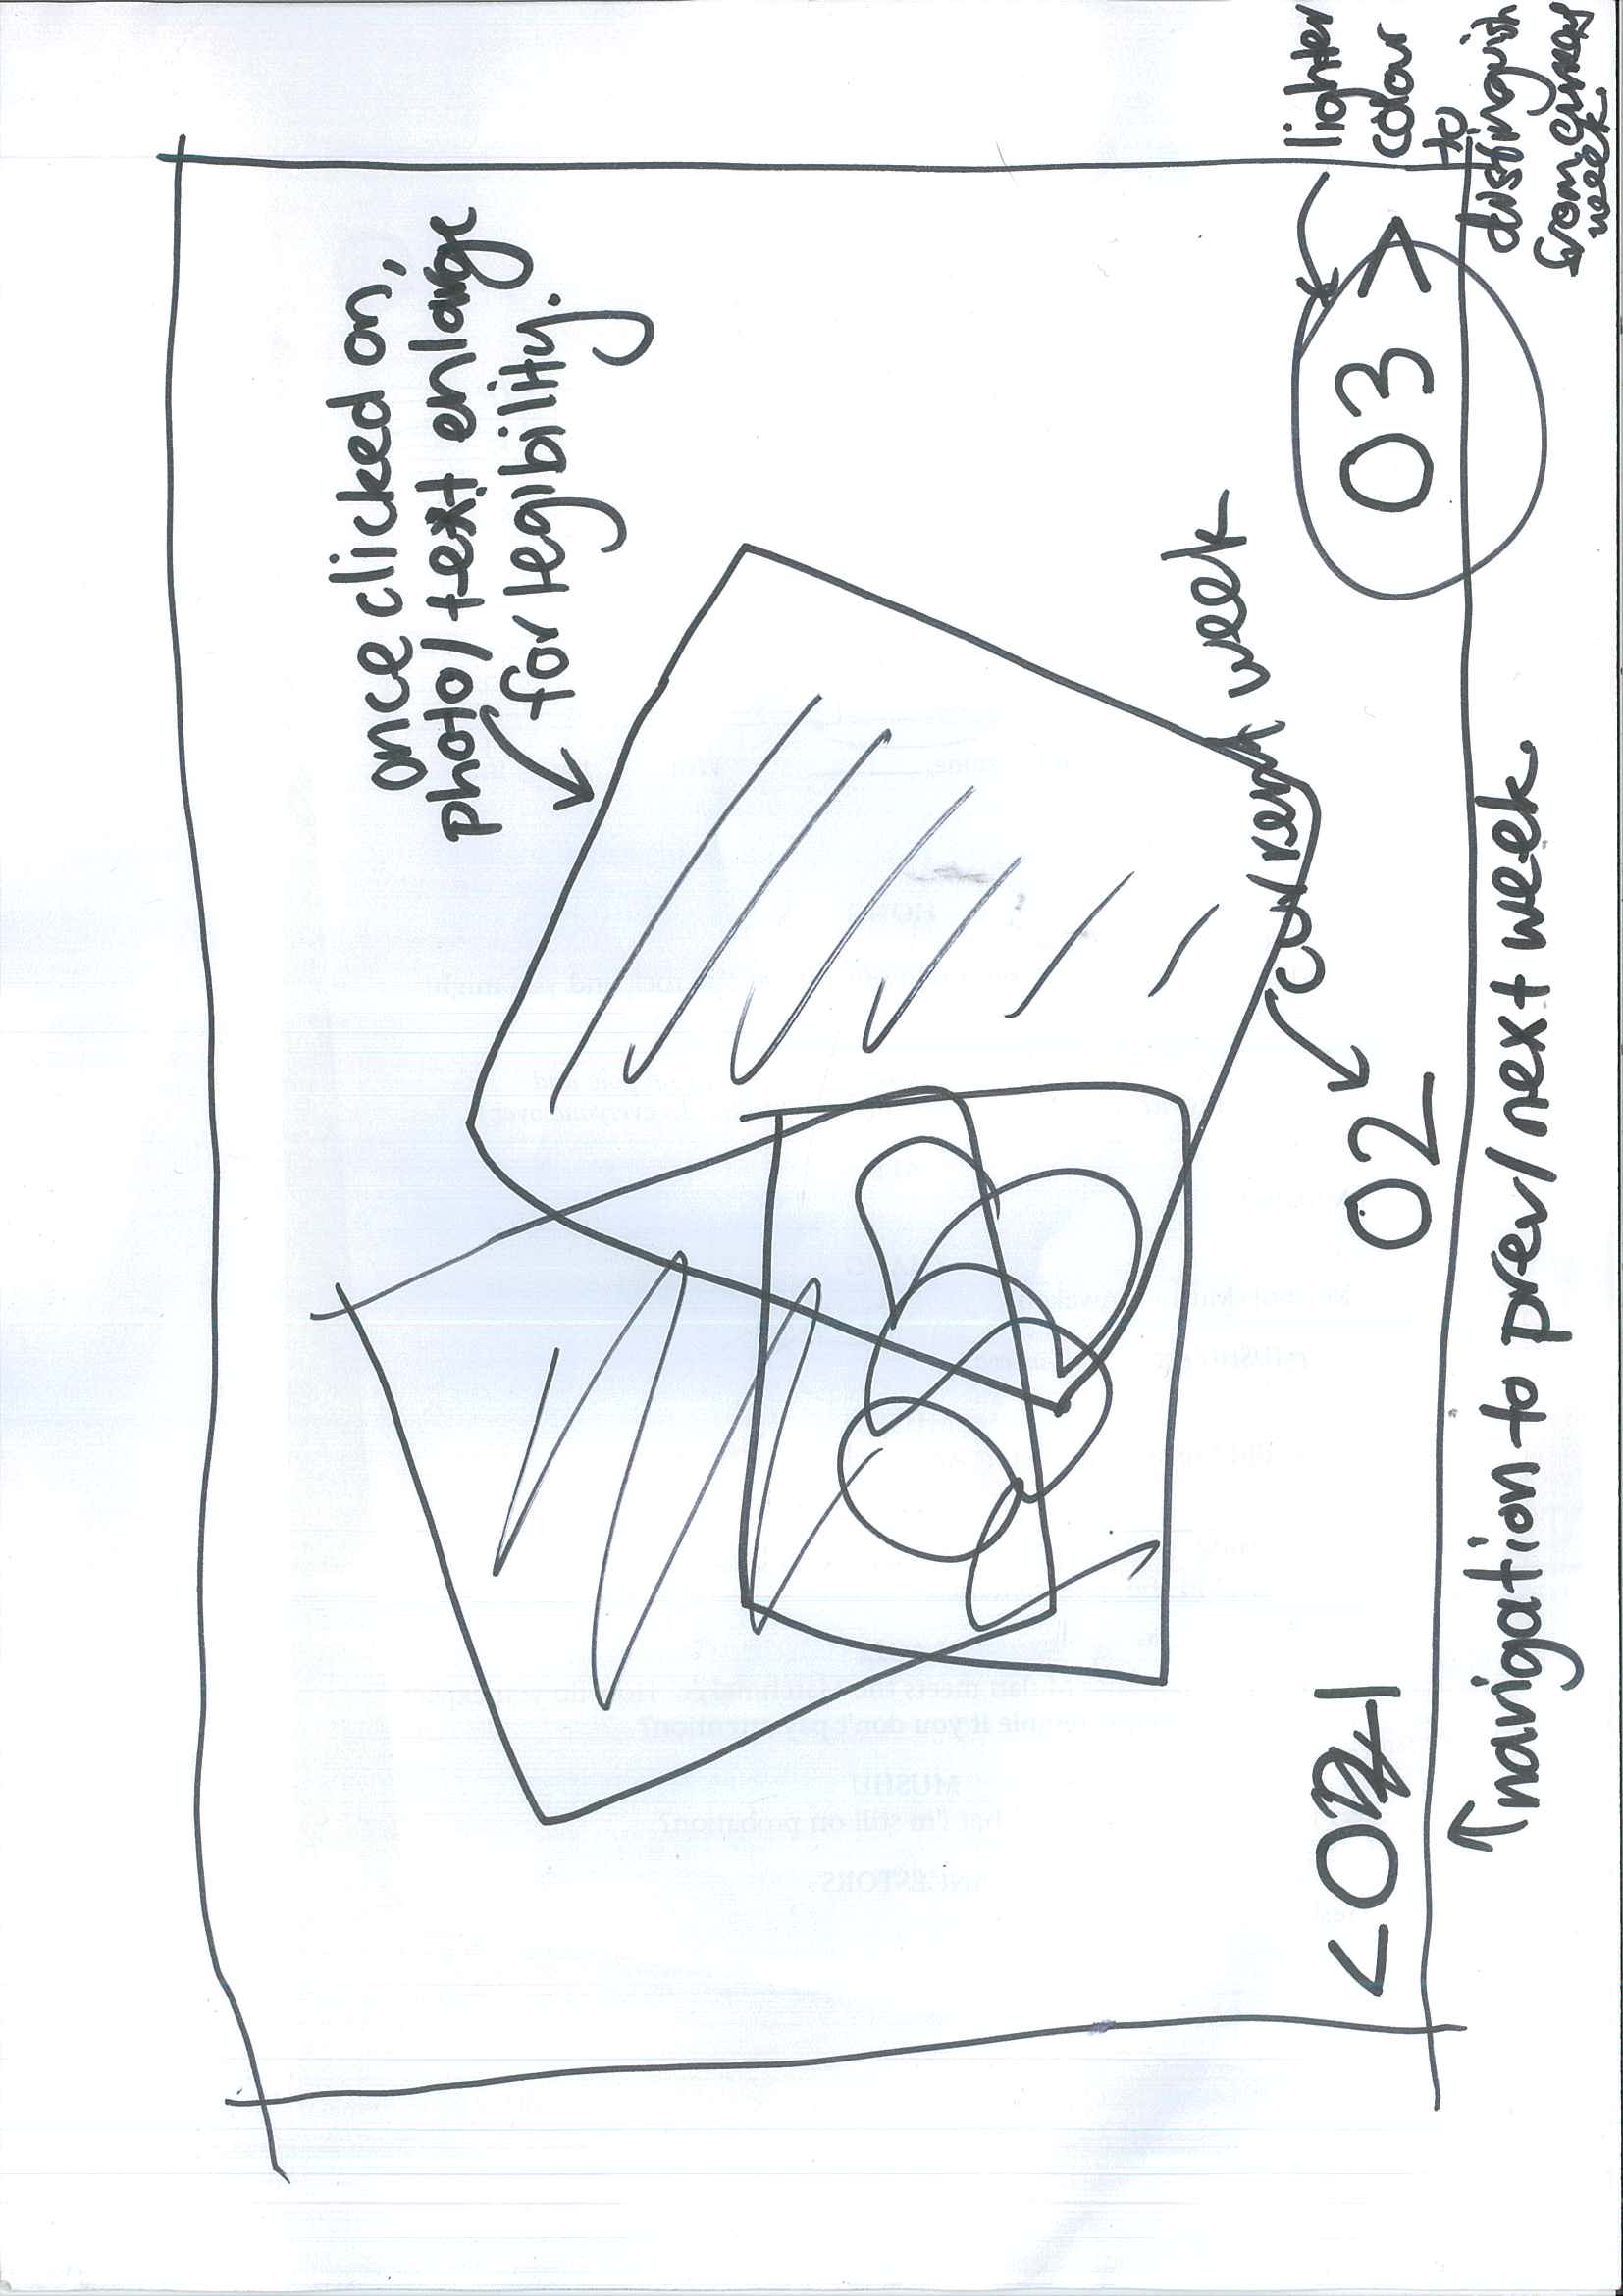 once clicked on,
photo/text enlarge
for legibility.
current week
<01
02
03 >
lighter
colour
to
distinguish
from current
week.
↑navigation to prev/next week.